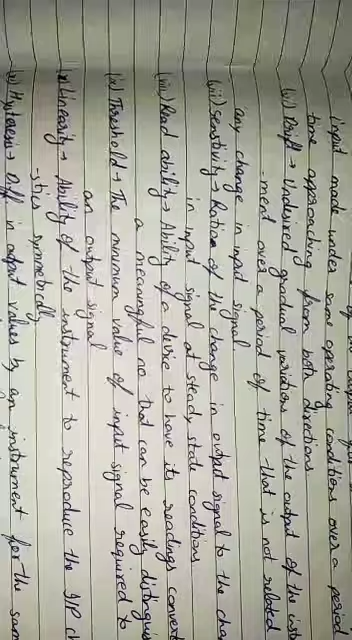 input made under same operating conditions over a period
time approaching from both directions
(vi) Drift → Undesired gradual variations of the output of the inst
-ment over a period of time that is not related
any change in input signal
(vii) Sensitivity → Ratio of the change in output signal to the cha
in input signal at steady state conditions
(viii) Read ability → Ability of a device to have its readings convert
a meaningful no that can be easily distingui
Threshold → The minimum value of input signal required to
an output signal
(x) Linearity → Ability of the instrument to reproduce the I/P ch
-stics symmetrically
Hysteresis → Diff in output values by an instrument for the sam